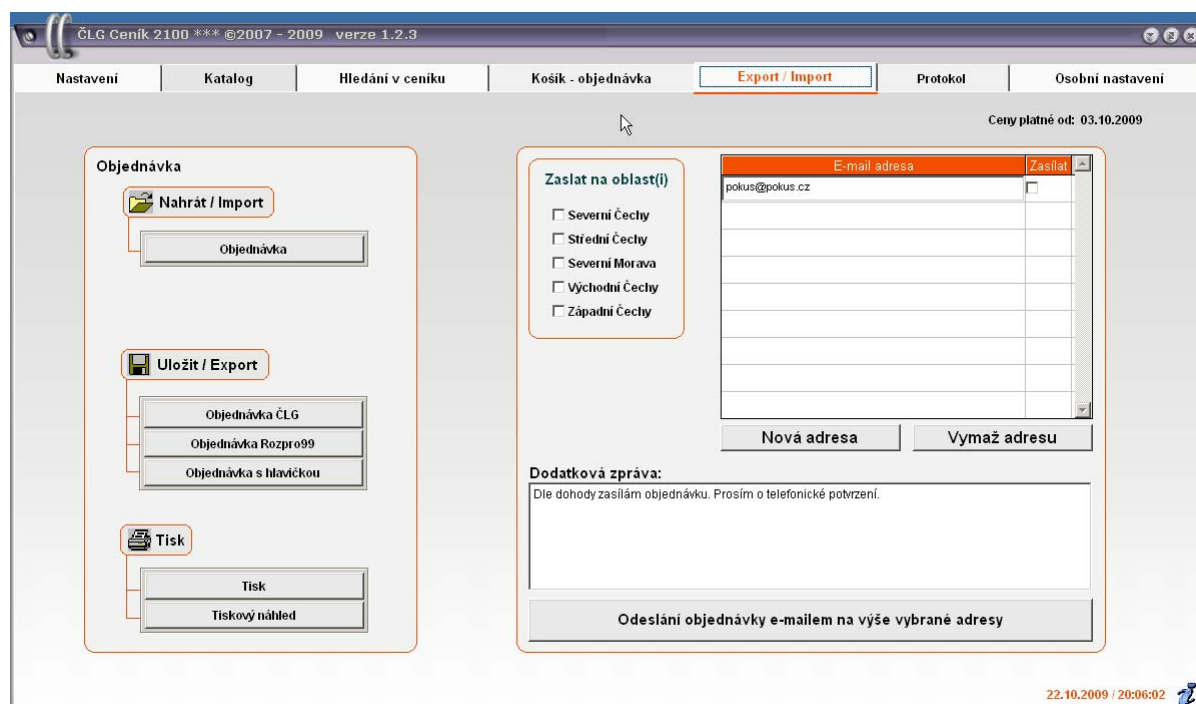 ČLG Ceník 2100 *** ©2007 - 2009 verze 1.2.3
Nastavení Katalog Hledání v ceníku Košík - objednávka Export / Import Protokol Osobní nastavení
Ceny platné od: 03.10.2009
Objednávka
Nahrát / Import
Objednávka
Uložit / Export
Objednávka ČLG
Objednávka Rozpro99
Objednávka s hlavičkou
Tisk
Tisk
Tiskový náhled
Zaslat na oblast(i)
Severní Čechy
Střední Čechy
Severní Morava
Východní Čechy
Západní Čechy
E-mail adresa Zasílat
pokus@pokus.cz
Nová adresa Vymaž adresu
Dodatková zpráva:
Dle dohody zasílám objednávku. Prosím o telefonické potvrzení.
Odeslání objednávky e-mailem na výše vybrané adresy
22.10.2009 / 20:06:02